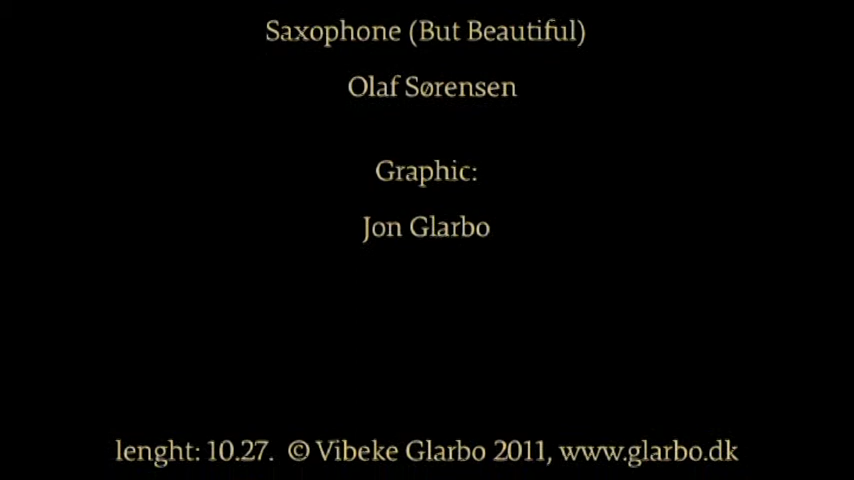 Saxophone (But Beautiful)
Olaf Sørensen
Graphic:
Jon Glarbo
lenght: 10.27. © Vibeke Glarbo 2011, www.glarbo.dk